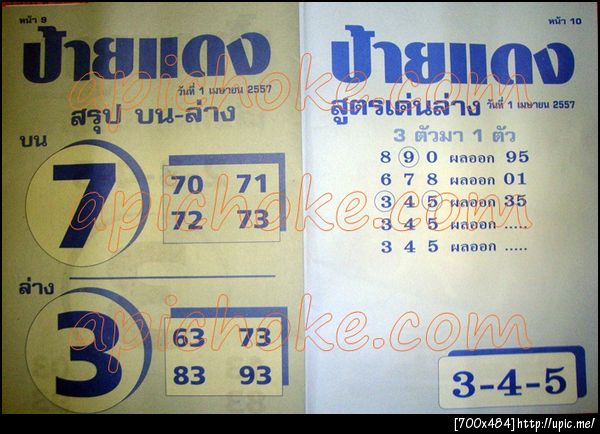 หน้า 9
ป้ายแดง
วันที่ 1 เมษายน 2557
สรุป บน-ล่าง
บน
7
70 71
72 73
ล่าง
3
63 73
83 93
หน้า 10
ป้ายแดง
สูตรเด่นล่าง วันที่ 1 เมษายน 2557
3 ตัวมา 1 ตัว
8 9 0 ผลออก 95
6 7 8 ผลออก 01
3 4 5 ผลออก 35
3 4 5 ผลออก .....
3 4 5 ผลออก .....
3-4-5
apichoke.com
apichoke.com
apichoke.com
[700x484]http://upic.me/